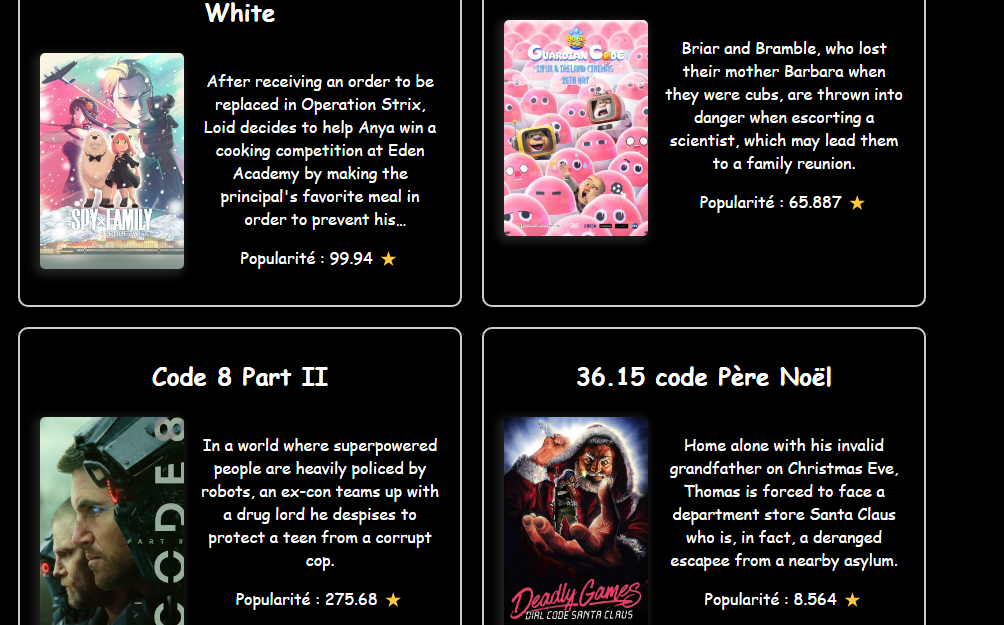 White
After receiving an order to be
replaced in Operation Strix,
Loid decides to help Anya win a
cooking competition at Eden
Academy by making the
principal's favorite meal in
order to prevent his...
Popularité : 99.94
SPY×FAMILY
GUARDIAN CODE
IN UK & IRELAND CINEMAS
Briar and Bramble, who lost
their mother Barbara when
they were cubs, are thrown into
danger when escorting a
scientist, which may lead them
to a family reunion.
Popularité : 65.887
Code 8 Part II
CODE 8
PART II
In a world where superpowered
people are heavily policed by
robots, an ex-con teams up with
a drug lord he despises to
protect a teen from a corrupt
cop.
Popularité : 275.68
36.15 code Père Noël
Deadly Games
DIAL CODE SANTA CLAUS
Home alone with his invalid
grandfather on Christmas Eve,
Thomas is forced to face a
department store Santa Claus
who is, in fact, a deranged
escapee from a nearby asylum.
Popularité : 8.564